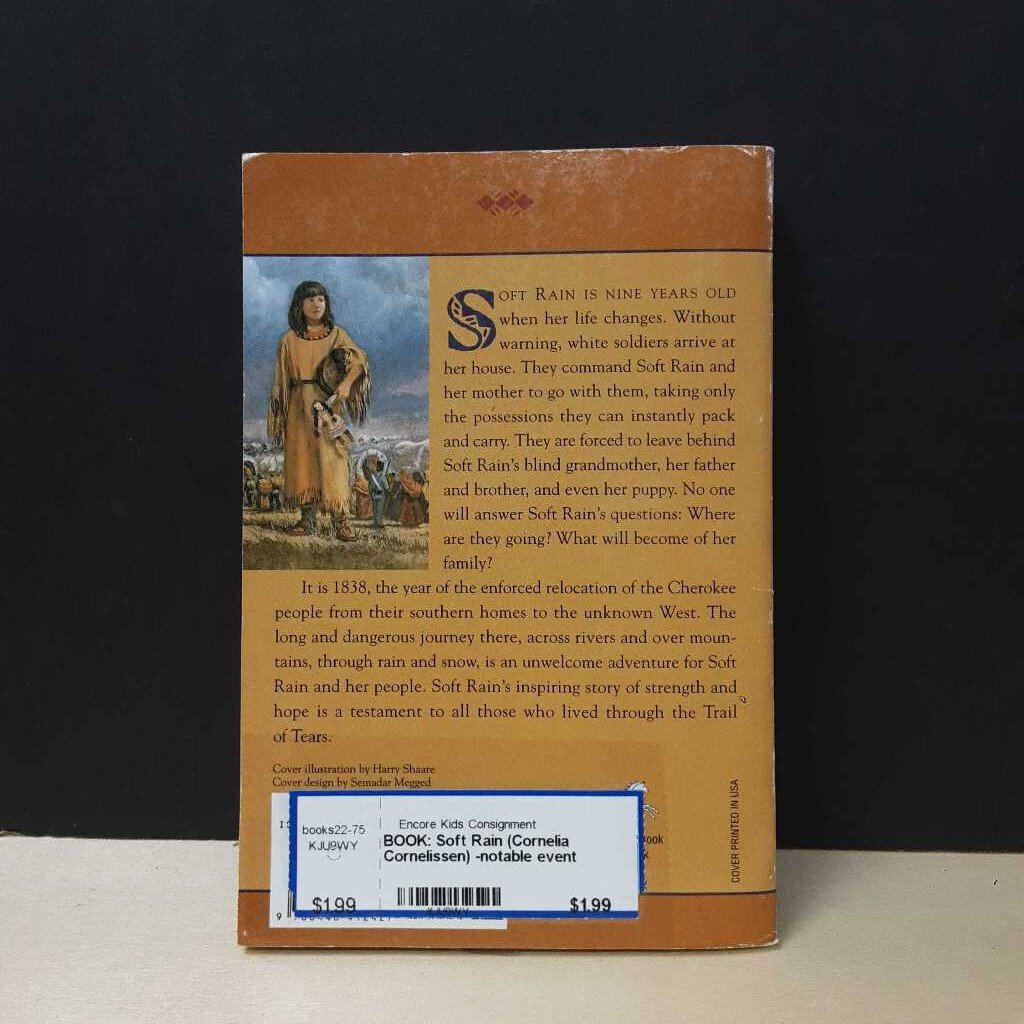 SOFT RAIN IS NINE YEARS OLD
when her life changes. Without
warning, white soldiers arrive at
her house. They command Soft Rain and
her mother to go with them, taking only
the possessions they can instantly pack
and carry. They are forced to leave behind
Soft Rain's blind grandmother, her father
and brother, and even her puppy. No one
will answer Soft Rain's questions: Where
are they going? What will become of her
family?
It is 1838, the year of the enforced relocation of the Cherokee
people from their southern homes to the unknown West. The
long and dangerous journey there, across rivers and over moun-
tains, through rain and snow, is an unwelcome adventure for Soft
Rain and her people. Soft Rain's inspiring story of strength and
hope is a testament to all those who lived through the Trail
of Tears.
Cover illustration by Harry Shaare
Cover design by Semadar Megged
books22-75
KJU9WY
$1.99
Encore Kids Consignment
BOOK: Soft Rain (Cornelia
Cornelissen) -notable event
KJU9WY
$1.99
COVER PRINTED IN USA